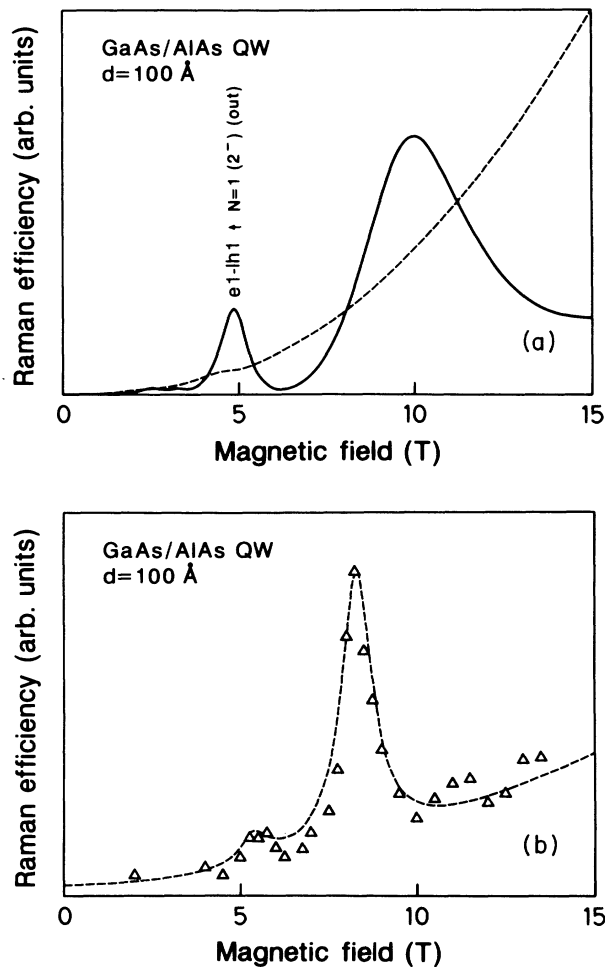 Raman efficiency (arb. units)
GaAs/AlAs QW
d=100 Å
e1-lh1 ↑ N=1 (2⁻) (out)
(a)
0 5 10 15
Magnetic field (T)
Raman efficiency (arb. units)
GaAs/AlAs QW
d=100 Å
(b)
0 5 10 15
Magnetic field (T)